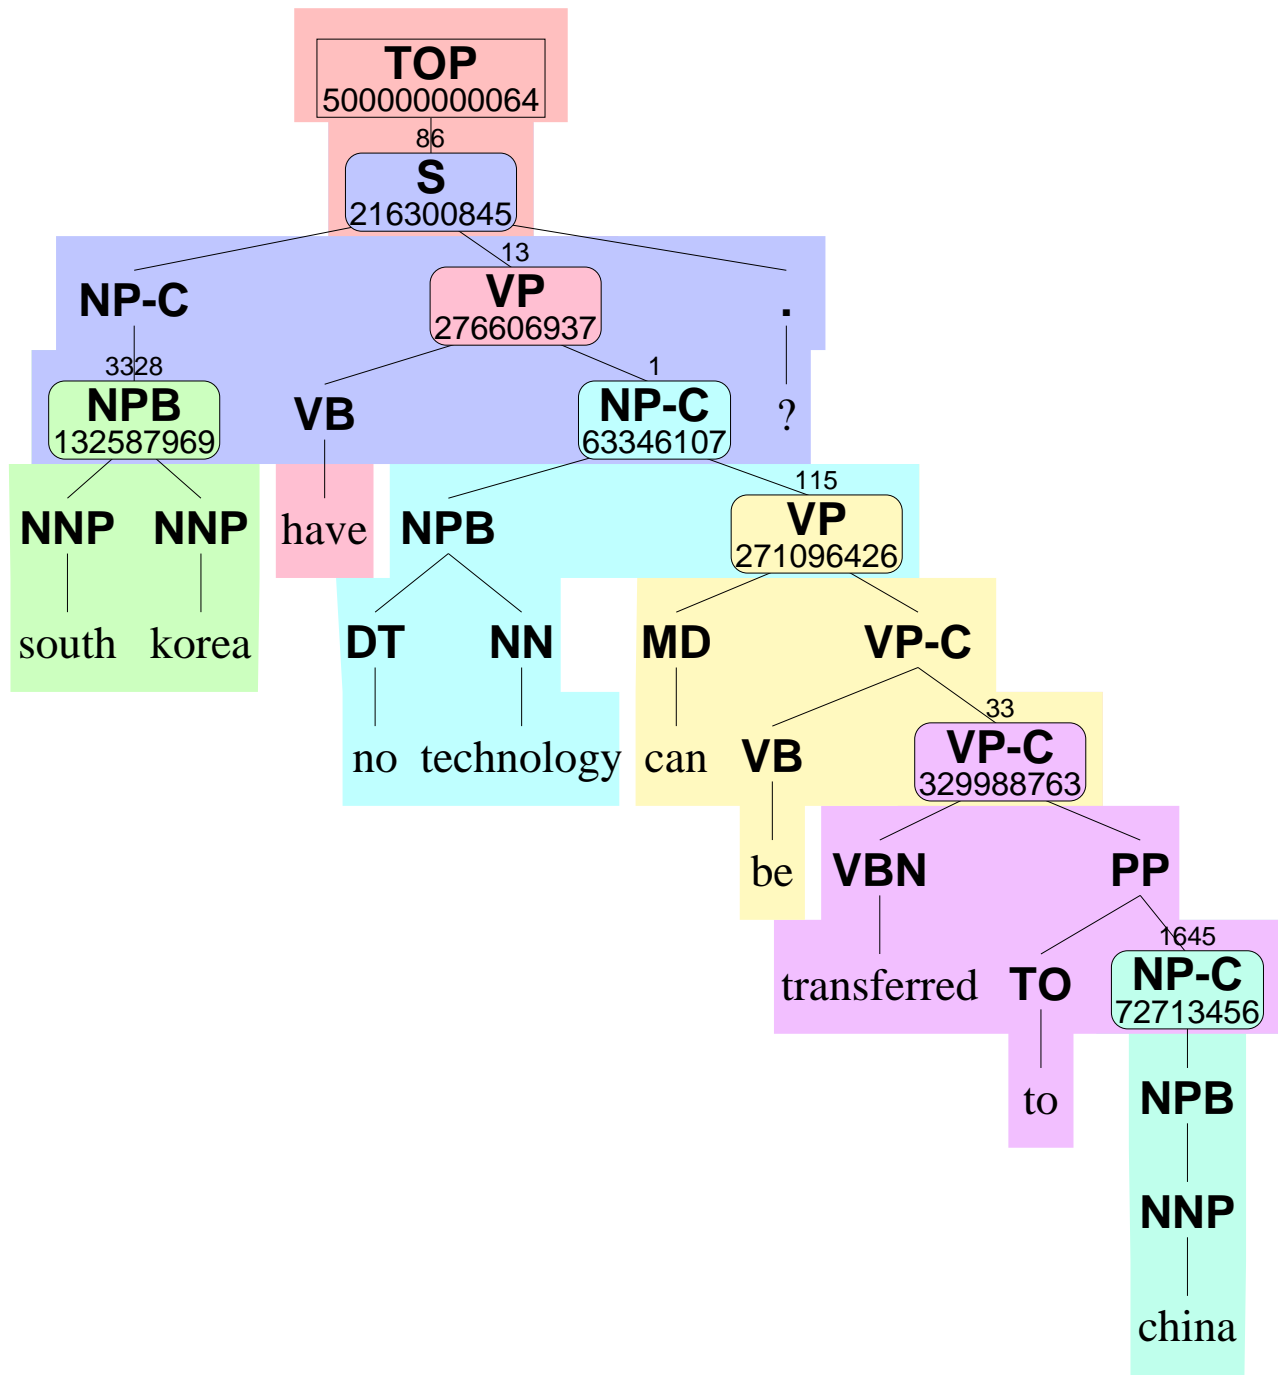 TOP
500000000064
86
S
216300845
13
NP-C VP .
276606937
3328 1
NPB VB NP-C ?
132587969 63346107
115
NNP NNP have NPB VP
271096426
south korea DT NN MD VP-C
33
no technology can VB VP-C
329988763
be VBN PP
1645
transferred TO NP-C
72713456
to NPB
NNP
china